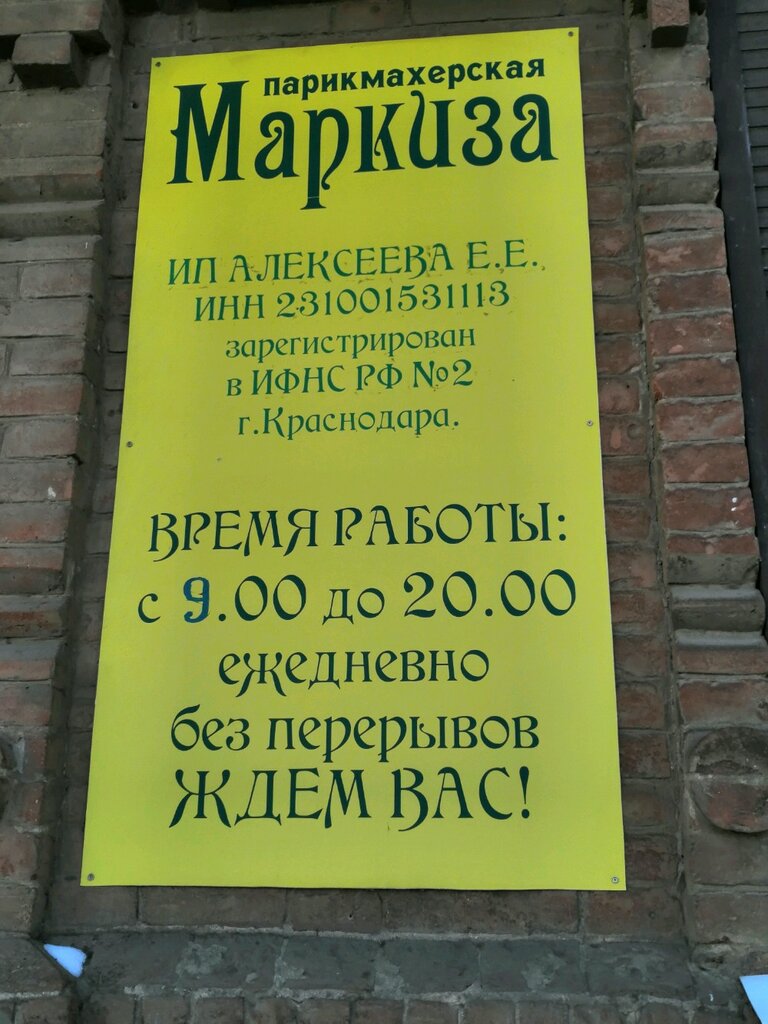 парикмахерская
Маркиза
ИП АЛЕКСЕЕВА Е.Е.
ИНН 231001531113
зарегистрирован
в ИФНС РФ №2
г.Краснодара.
ВРЕМЯ РАБОТЫ:
с 9.00 до 20.00
ежедневно
без перерывов
ЖДЕМ ВАС!